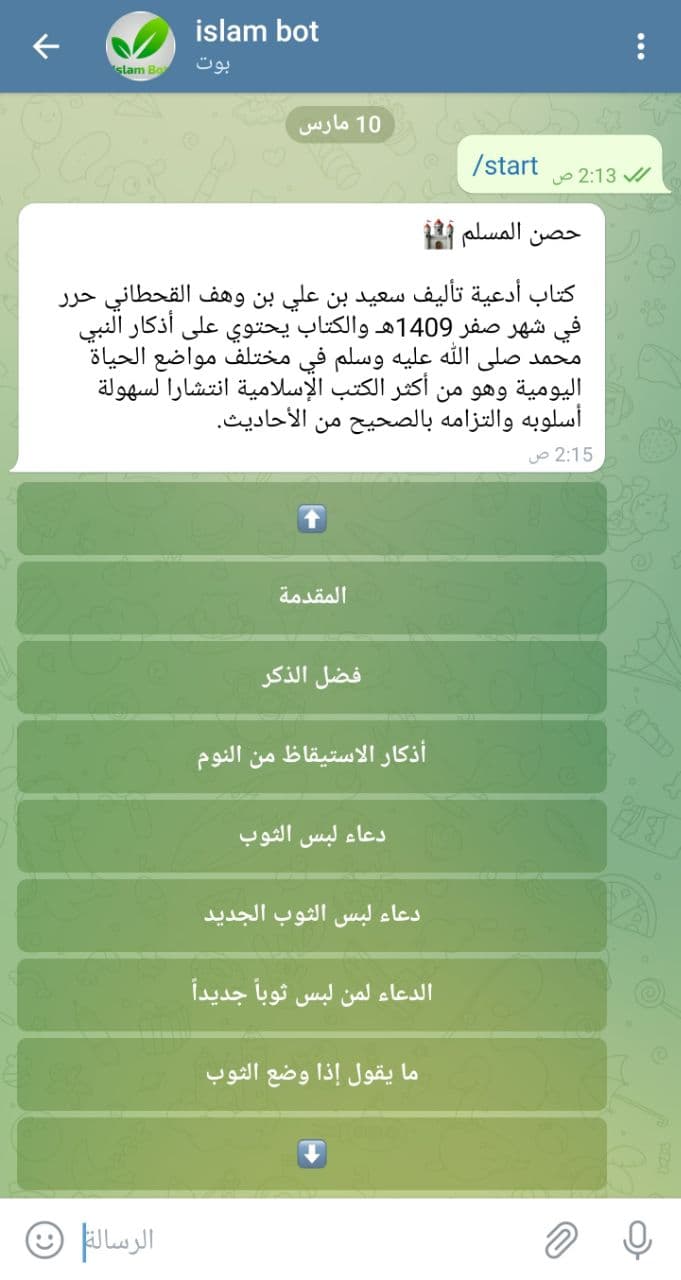 islam bot
بوت
Islam Bot
10 مارس
/start
2:13 ص
حصن المسلم 🏰
كتاب أدعية تأليف سعيد بن علي بن وهف القحطاني حرر
في شهر صفر 1409هـ والكتاب يحتوي على أذكار النبي
محمد صلى الله عليه وسلم في مختلف مواضع الحياة
اليومية وهو من أكثر الكتب الإسلامية انتشارا لسهولة
أسلوبه والتزامه بالصحيح من الأحاديث.
2:15 ص
⬆️
المقدمة
فضل الذكر
أذكار الاستيقاظ من النوم
دعاء لبس الثوب
دعاء لبس الثوب الجديد
الدعاء لمن لبس ثوباً جديداً
ما يقول إذا وضع الثوب
⬇️
الرسالة